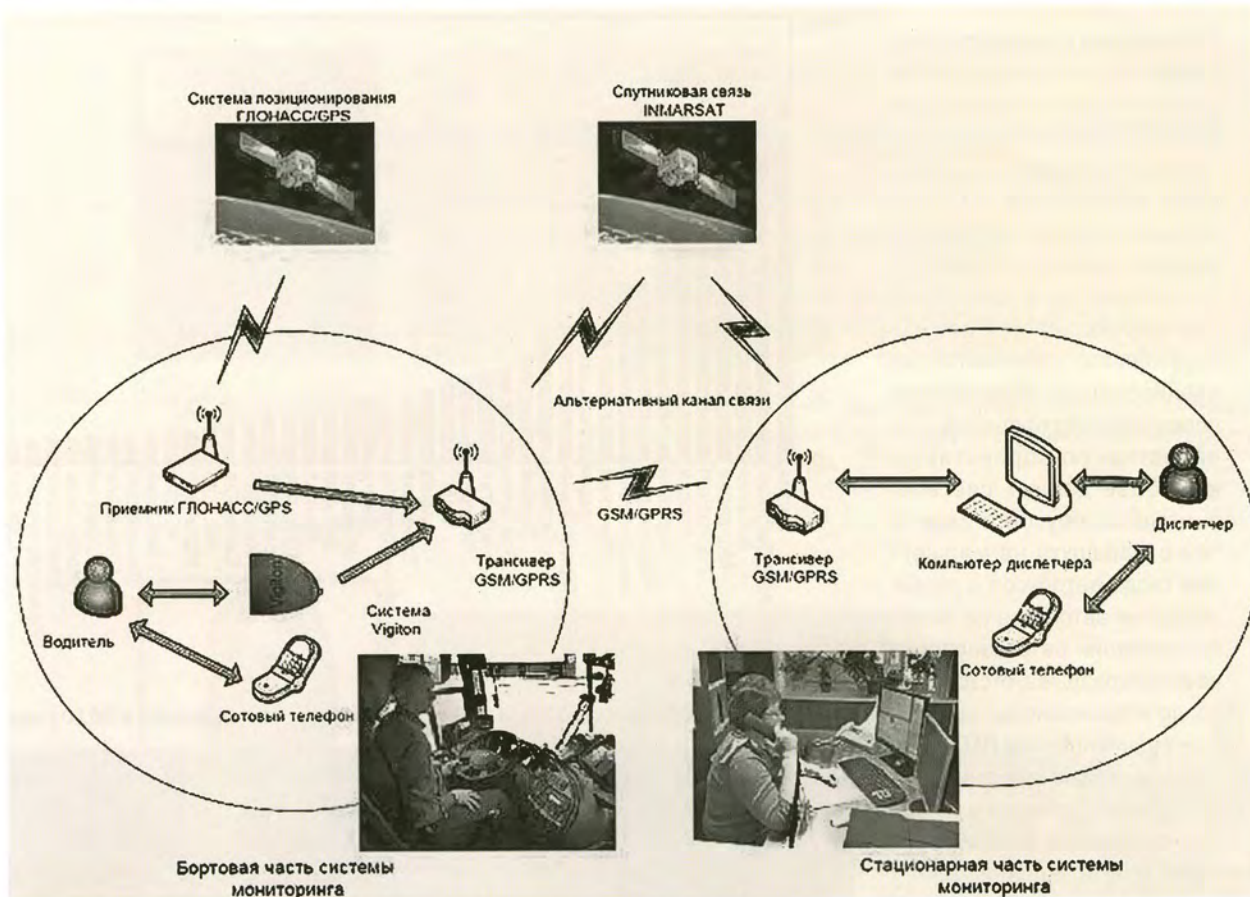 Система позиционирования
ГЛОНАСС/GPS
Спутниковая связь
INMARSAT
Альтернативный канал связи
Приемник ГЛОНАСС/GPS
GSM/GPRS
Трансивер
GSM/GPRS
Vigiton
Система
Vigiton
Водитель
Сотовый телефон
Трансивер
GSM/GPRS
Компьютер диспетчера
Диспетчер
Сотовый телефон
Бортовая часть системы
мониторинга
Стационарная часть системы
мониторинга